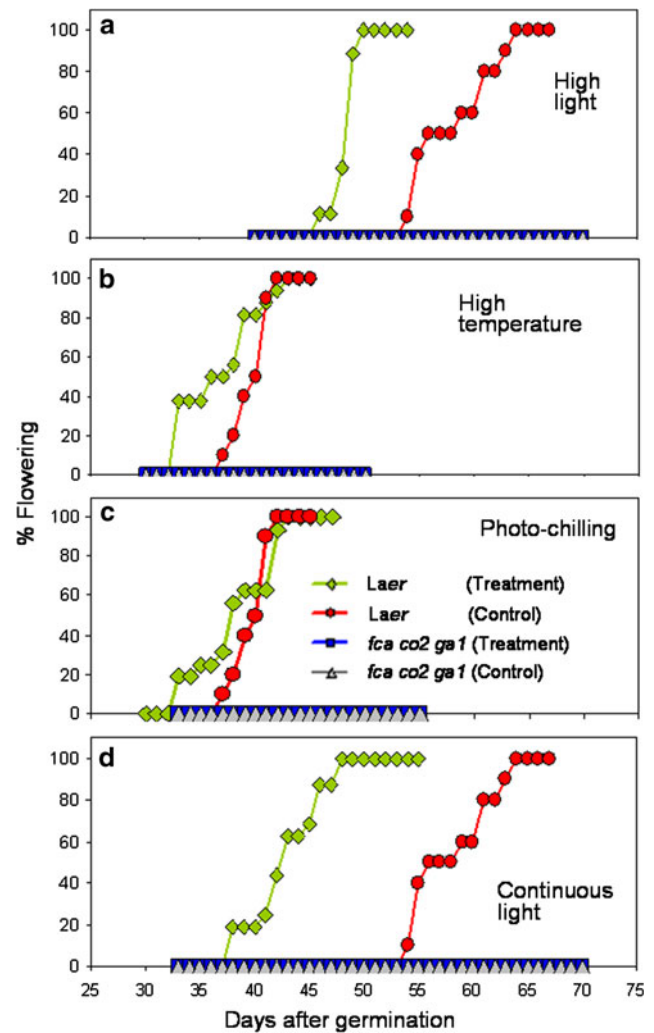 a
High
light
100
80
60
40
20
0
b
High
temperature
100
80
60
40
20
0
% Flowering
c
Photo-chilling
100
80
60
40
20
0
Laer (Treatment)
Laer (Control)
fca co2 ga1 (Treatment)
fca co2 ga1 (Control)
d
Continuous
light
100
80
60
40
20
0
25 30 35 40 45 50 55 60 65 70 75
Days after germination